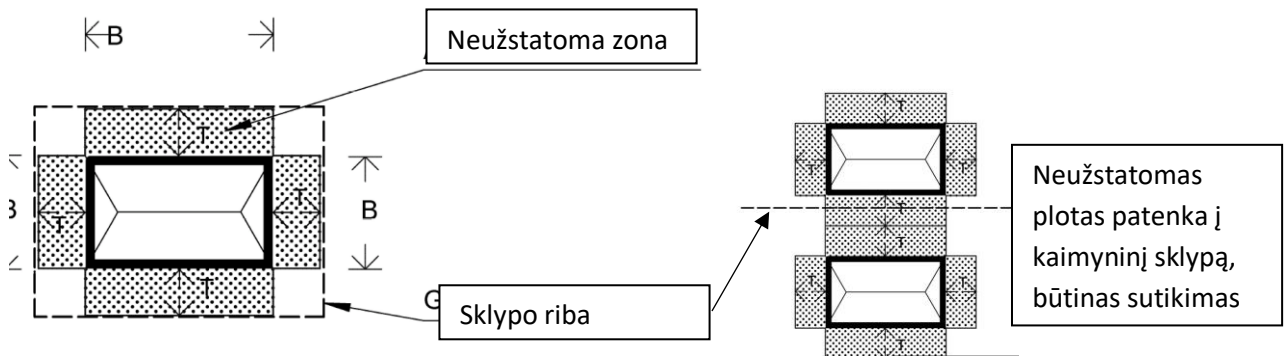 B
Neužstatoma zona
T
T
T
T
B
B
Sklypo riba
T
T
T
T
T
T
T
T
Neužstatomas
plotas patenka į
kaimyninį sklypą,
būtinas sutikimas